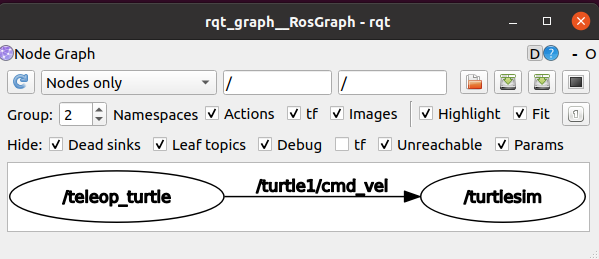 rqt_graph__RosGraph - rqt
Node Graph D ? - O
Nodes only / /
Group: 2 Namespaces Actions tf Images Highlight Fit
Hide: Dead sinks Leaf topics Debug tf Unreachable Params
/teleop_turtle /turtle1/cmd_vel /turtlesim